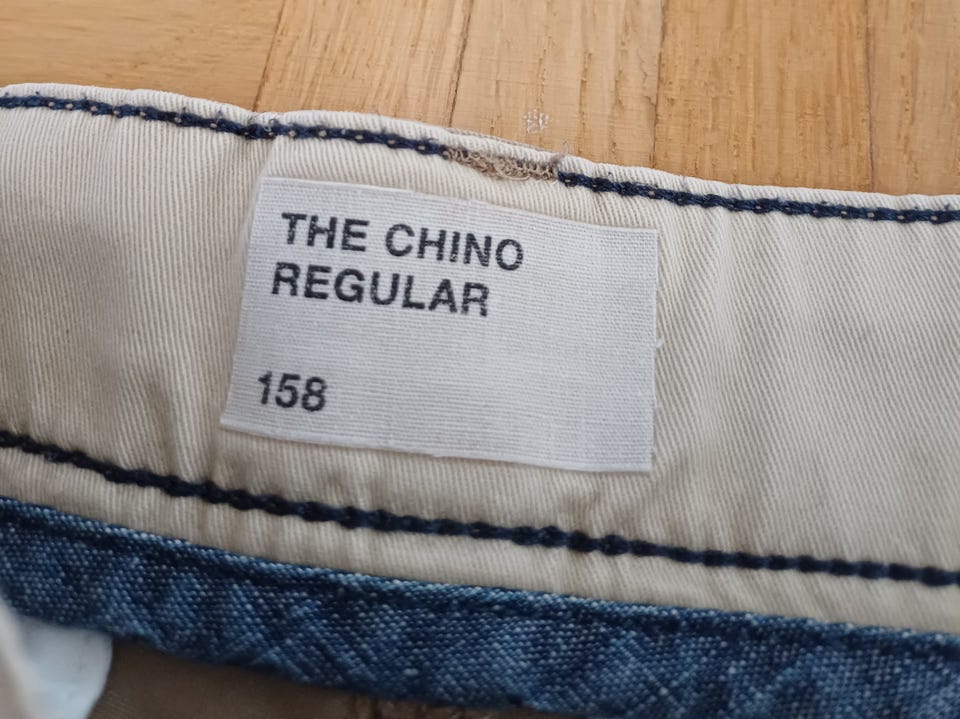 THE CHINO
REGULAR
158